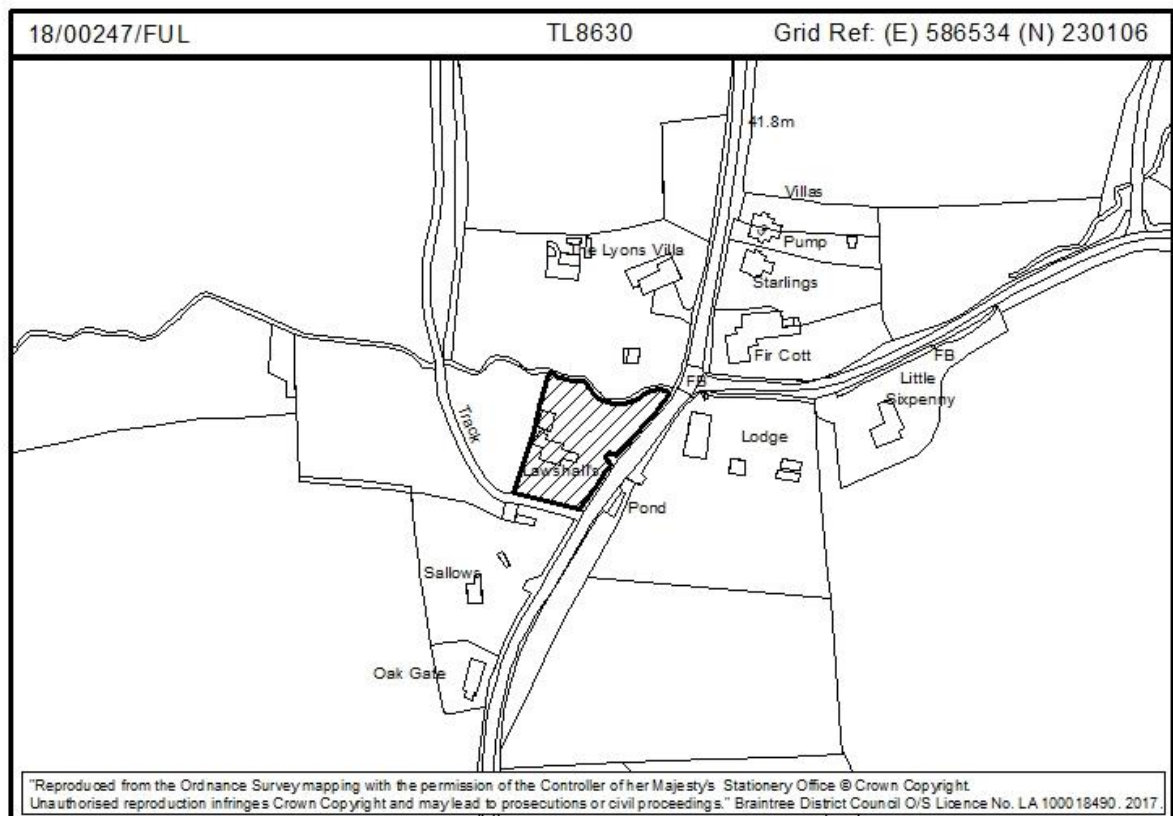 18/00247/FUL TL8630 Grid Ref: (E) 586534 (N) 230106
41.8m
Villas
The Lyons Villa
Pump
Starlings
Fir Cott
FB
FB
Little
Sixpenny
Track
Lodge
Lawshall's
Pond
Sallows
Oak Gate
"Reproduced from the Ordnance Survey mapping with the permission of the Controller of her Majesty's Stationery Office © Crown Copyright.
Unauthorised reproduction infringes Crown Copyright and may lead to prosecutions or civil proceedings." Braintree District Council O/S Licence No. LA 100018490. 2017.